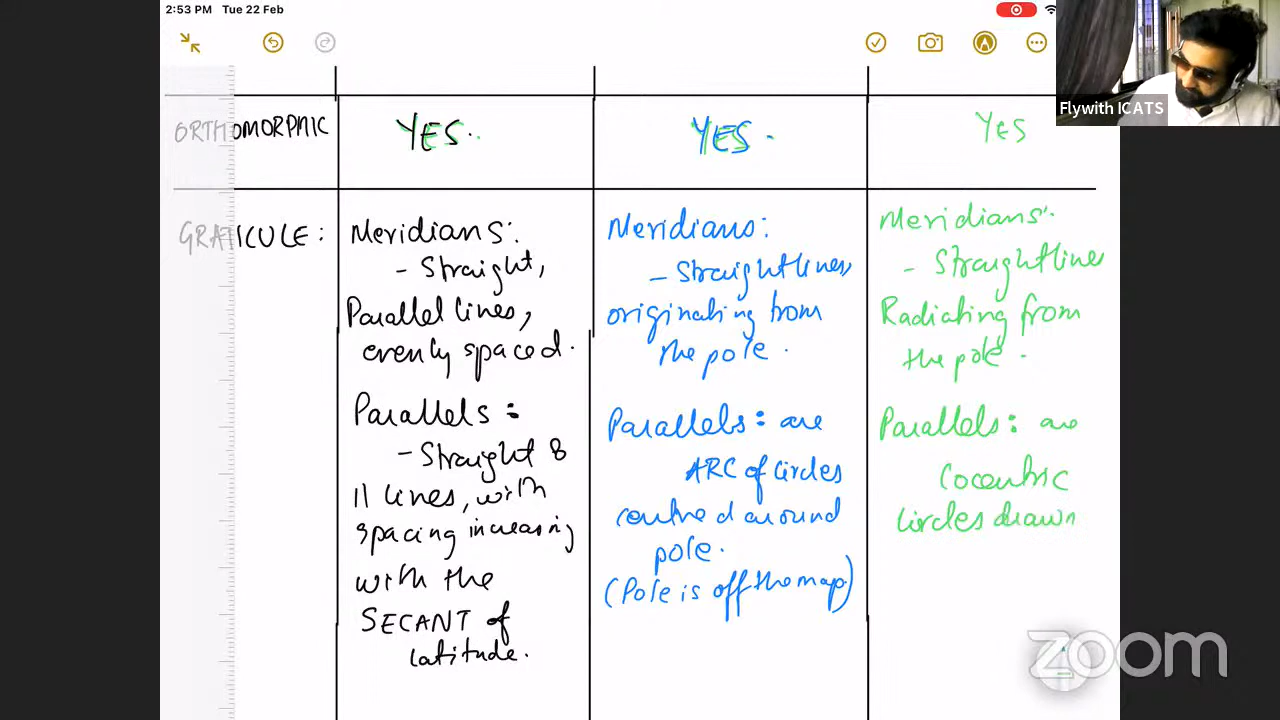 2:53 PM Tue 22 Feb
Flywith ICATS
ORTHOMORPHIC
YES.
YES.
YES
GRATICULE:
Meridians:
- Straight,
Parallel lines,
evenly spaced.
Parallels:
- Straight &
11 lines, with
spacing increasing
with the
SECANT of
latitude.
Meridians:
- Straight lines,
originating from
the pole.
Parallels: are
ARC of circles
centred around
pole.
(Pole is off the map)
Meridians:
- Straight lines
Radiating from
the pole.
Parallels: are
Cocentric
Circles drawn
zoom